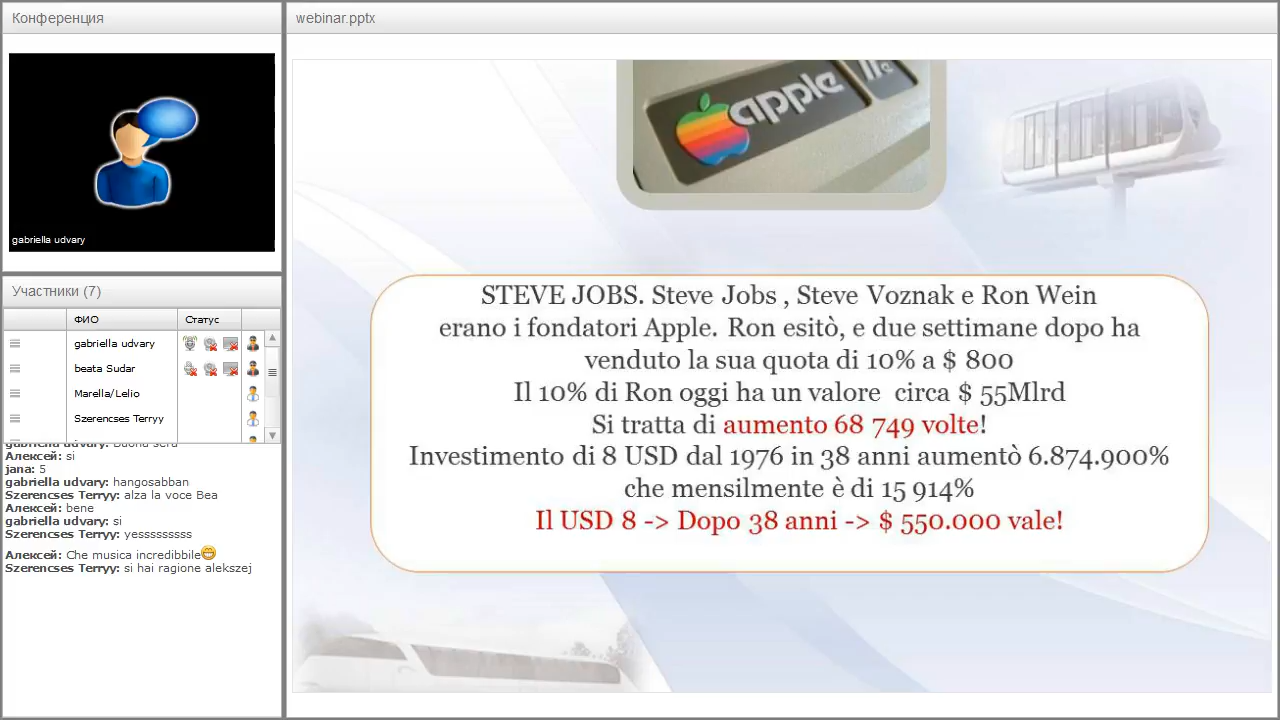 Конференция
gabriella udvary
Участники (7)
ФИО
Статус
gabriella udvary
beata Sudar
Marella/Lelio
Szerencses Terryy
gabriella udvary: Buona sera
Алексей: si
jana: 5
gabriella udvary: hangosabban
Szerencses Terryy: alza la voce Bea
Алексей: bene
gabriella udvary: si
Szerencses Terryy: yesssssssss
Алексей: Che musica incredibbile
Szerencses Terryy: si hai ragione alekszej
webinar.pptx
apple
STEVE JOBS. Steve Jobs , Steve Voznak e Ron Wein
erano i fondatori Apple. Ron esitò, e due settimane dopo ha
venduto la sua quota di 10% a $ 800
Il 10% di Ron oggi ha un valore circa $ 55Mlrd
Si tratta di aumento 68 749 volte!
Investimento di 8 USD dal 1976 in 38 anni aumentò 6.874.900%
che mensilmente è di 15 914%
Il USD 8 -> Dopo 38 anni -> $ 550.000 vale!